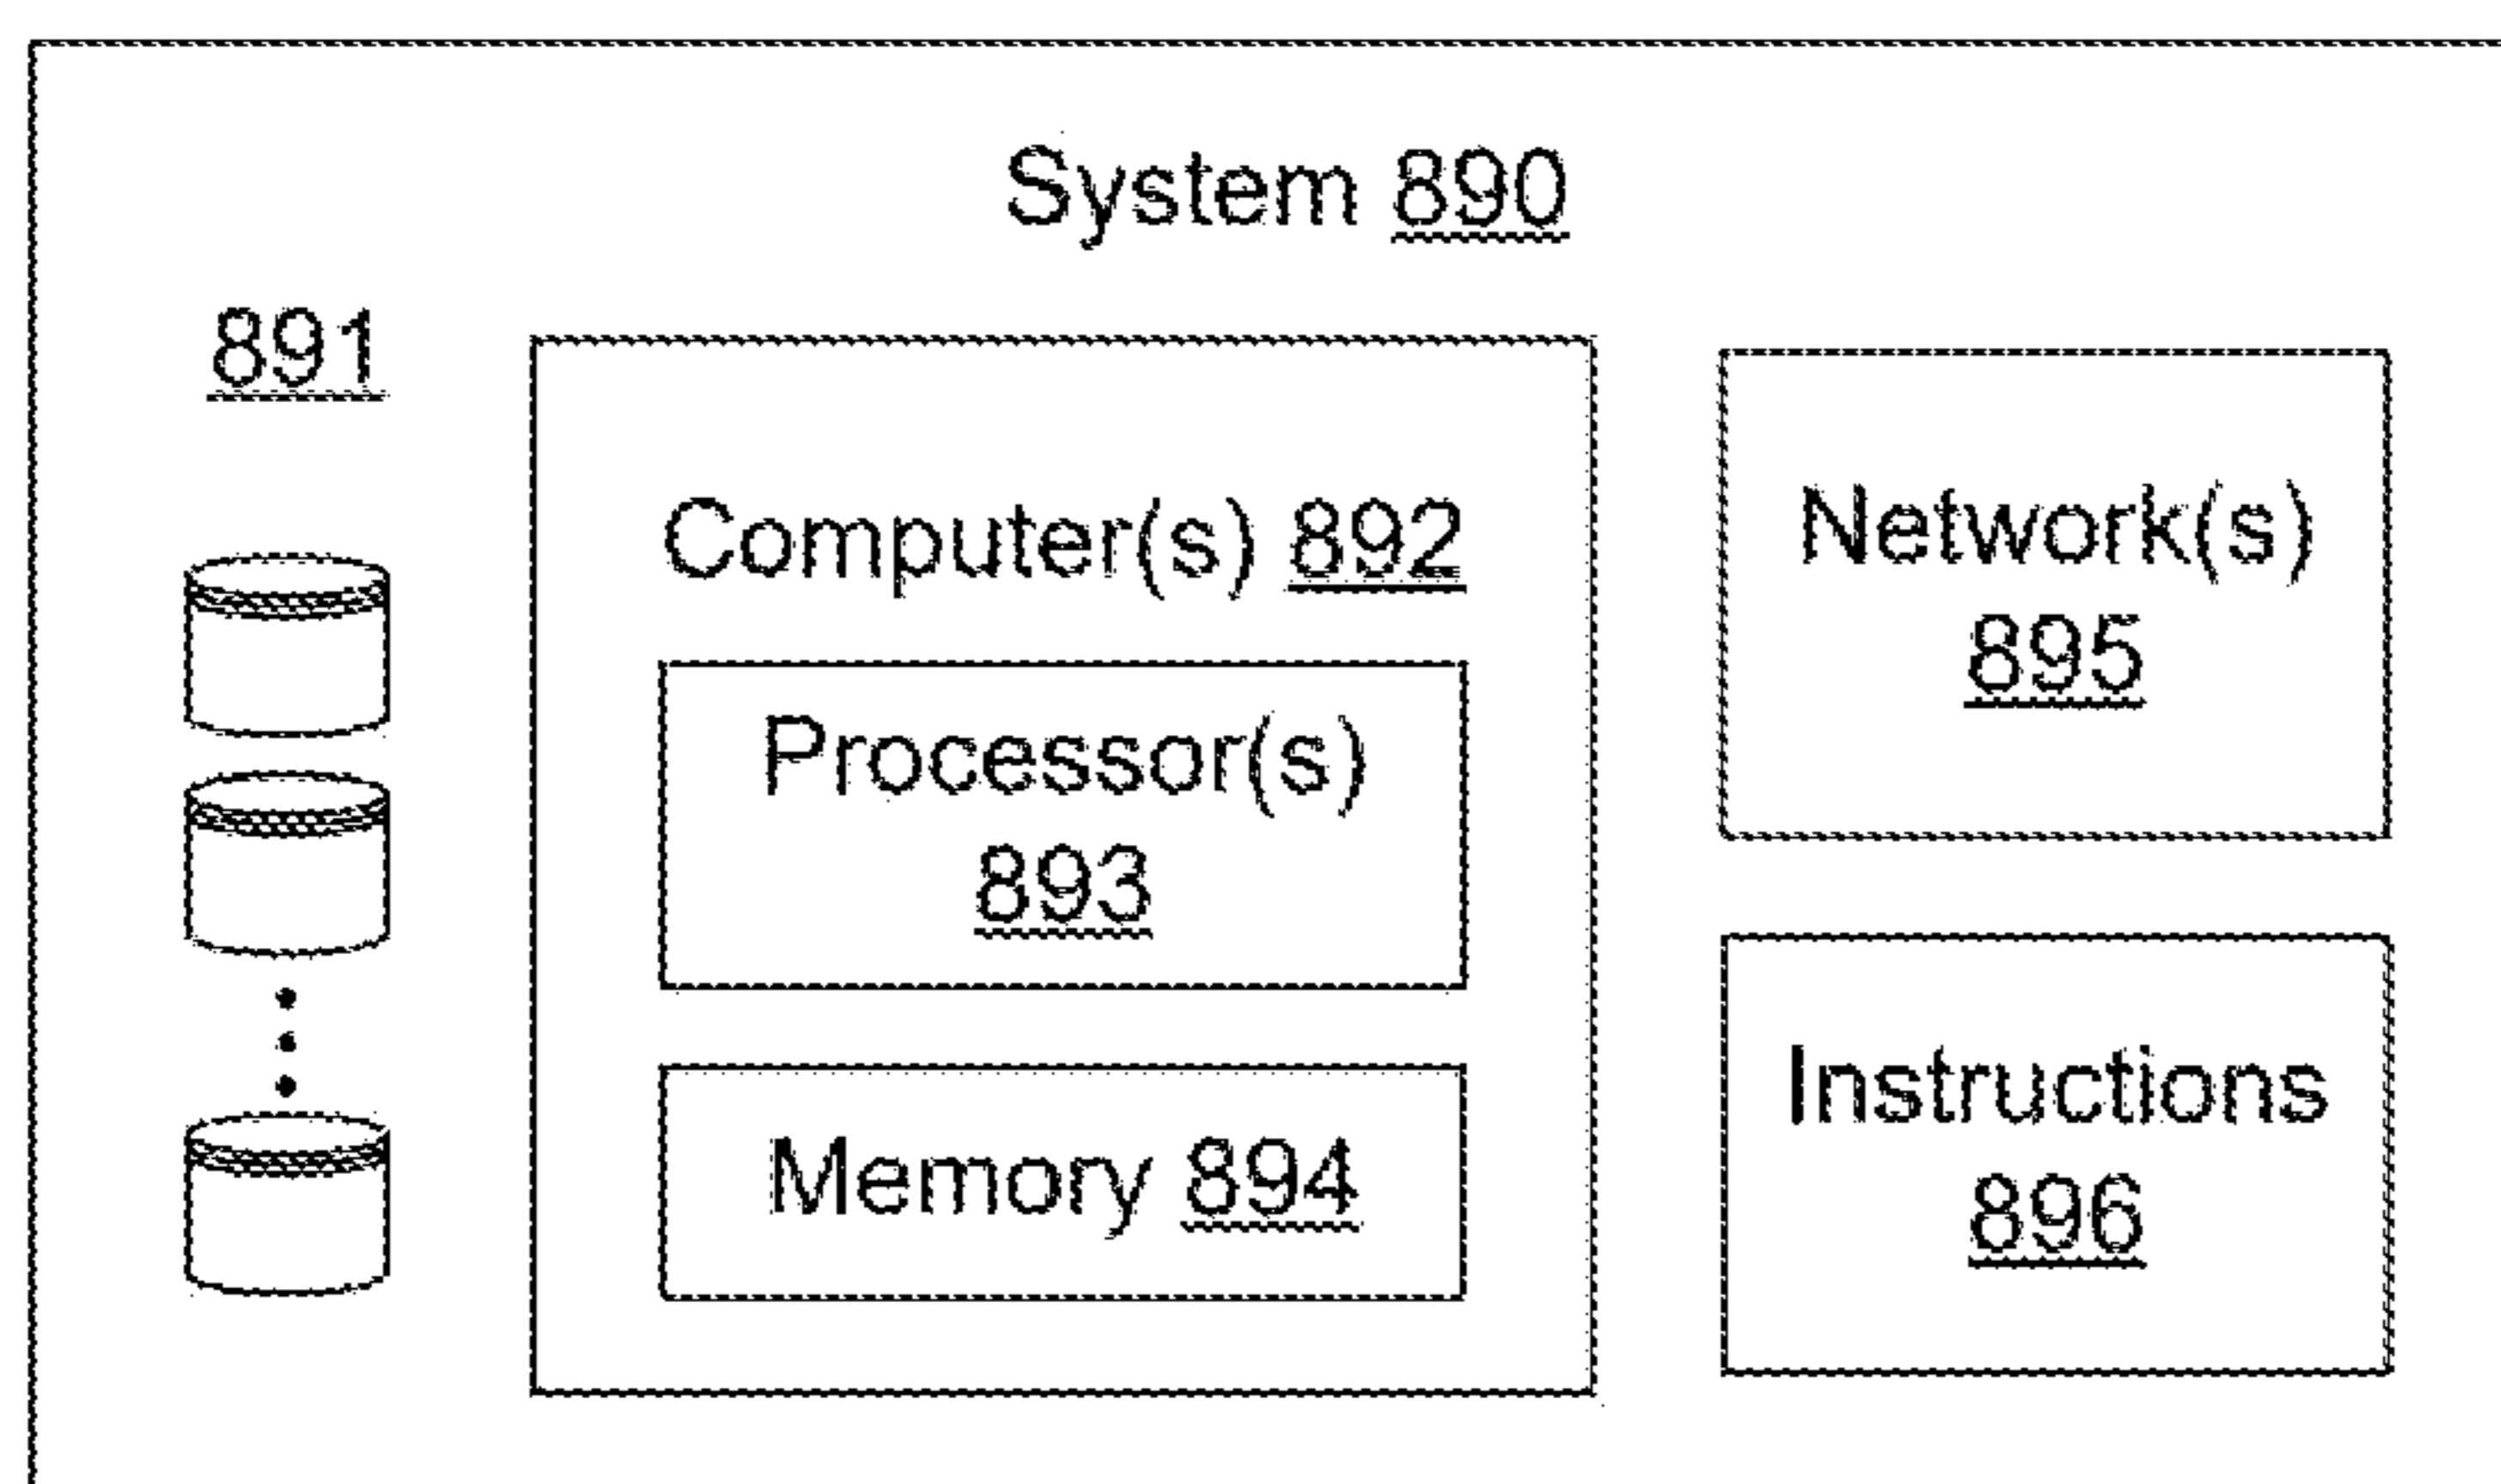 System 890
891
Computer(s) 892
Processor(s)
893
Memory 894
Network(s)
895
Instructions
896